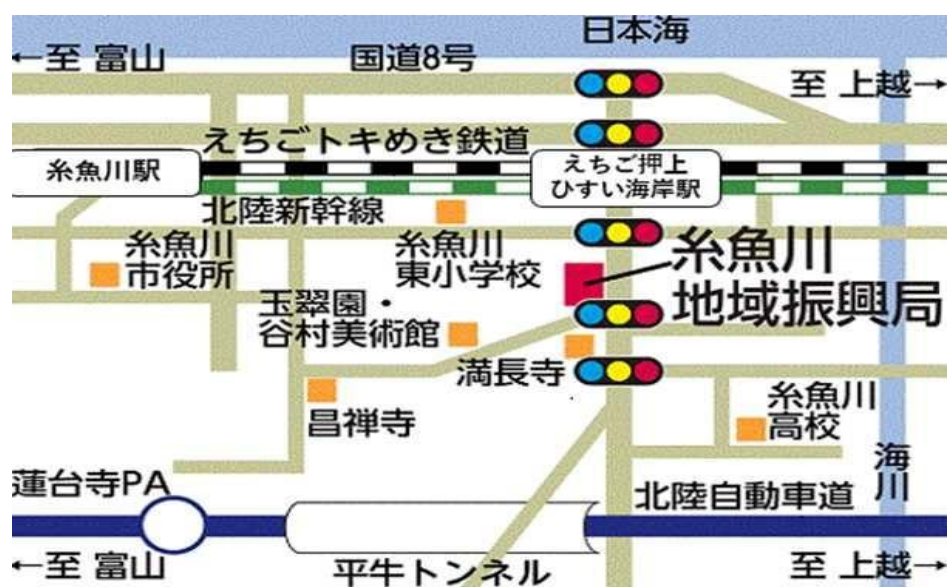 日本海
←至 富山
国道8号
至 上越→
えちごトキめき鉄道
糸魚川駅
えちご押上
ひすい海岸駅
北陸新幹線
糸魚川
市役所
糸魚川
東小学校
糸魚川
地域振興局
玉翠園・
谷村美術館
満長寺
昌禅寺
糸魚川
高校
海川
蓮台寺PA
北陸自動車道
←至 富山
平牛トンネル
至 上越→